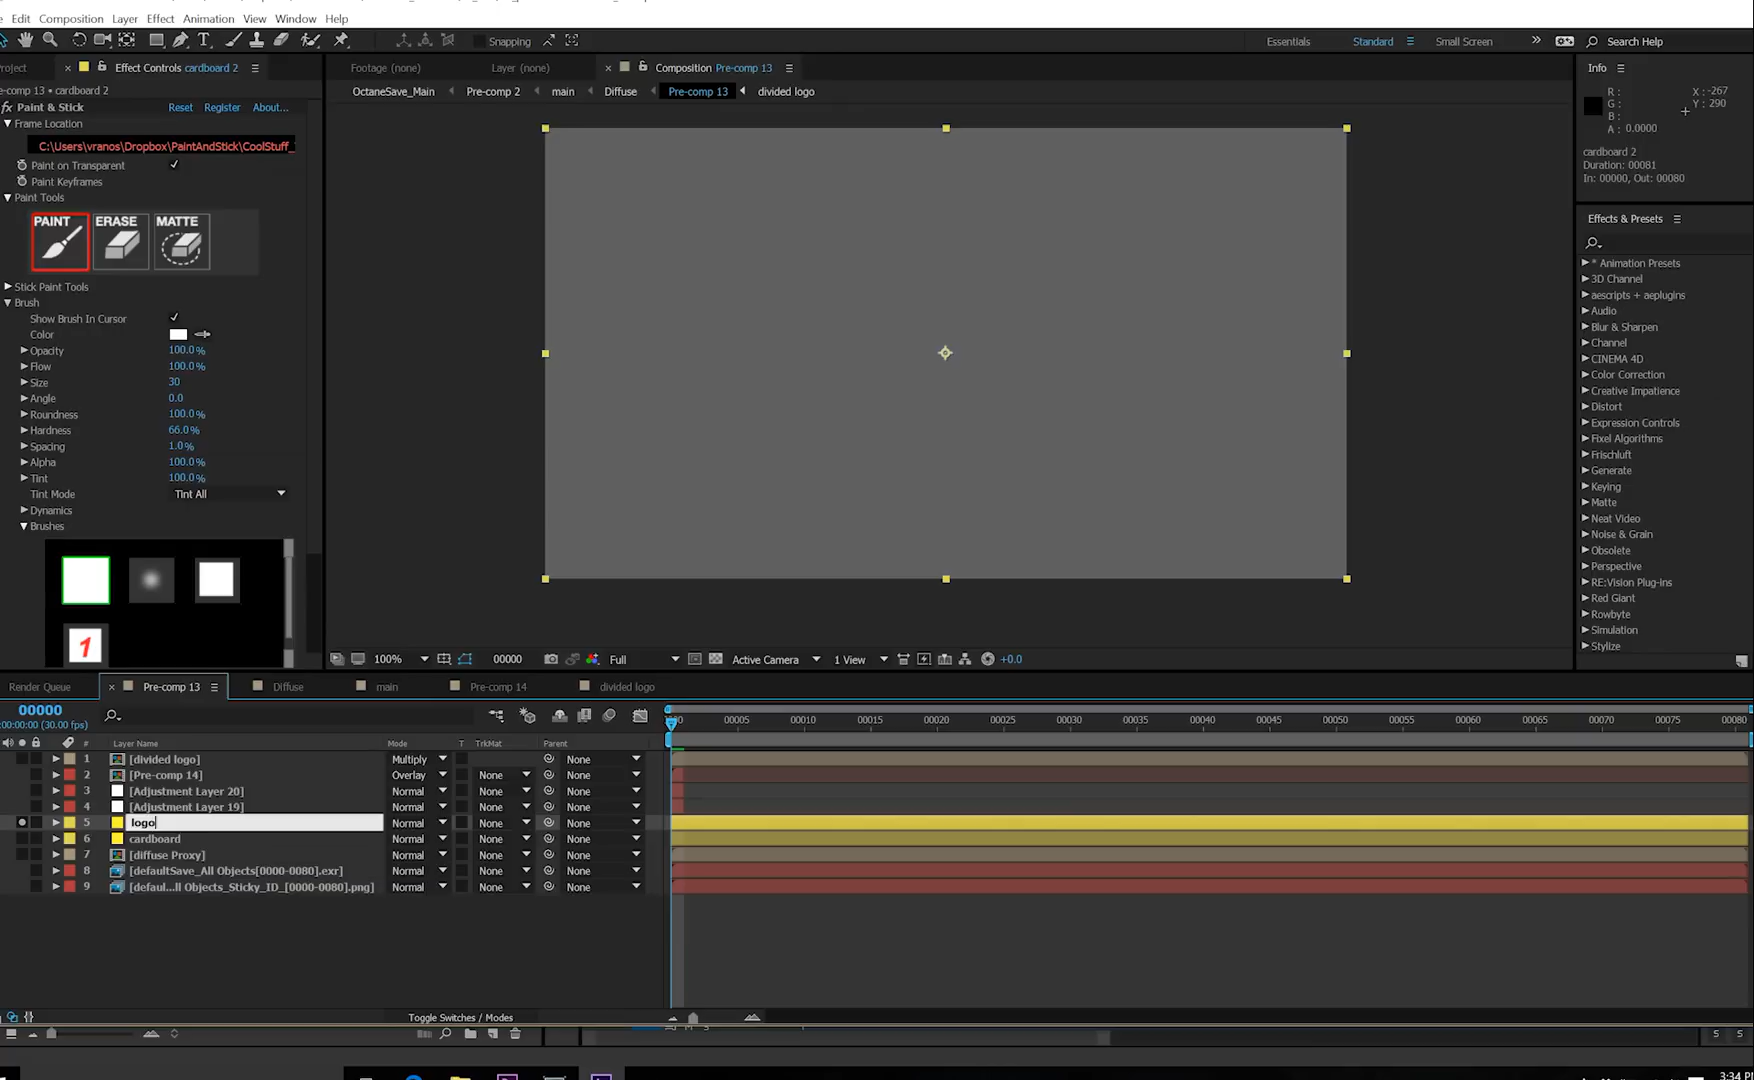 Edit Composition Layer Effect Animation View Window Help
Snapping
Essentials Standard Small Screen Search Help
Effect Controls cardboard 2
Footage (none) Layer (none) Composition Pre-comp 13
Info
-comp 13 • cardboard 2
OctaneSave_Main Pre-comp 2 main Diffuse Pre-comp 13 divided logo
R :
G :
B :
A : 0.0000
X : -267
Y : 290
cardboard 2
Duration: 00081
In: 00000, Out: 00080
fx Paint & Stick Reset Register About...
Frame Location
C:\Users\vranos\Dropbox\PaintAndStick\CoolStuff_
Paint on Transparent
Paint Keyframes
Paint Tools
PAINT ERASE MATTE
Stick Paint Tools
Brush
Show Brush In Cursor
Color
Opacity 100.0%
Flow 100.0%
Size 30
Angle 0.0
Roundness 100.0%
Hardness 66.0%
Spacing 1.0%
Alpha 100.0%
Tint 100.0%
Tint Mode Tint All
Dynamics
Brushes
1
Effects & Presets
* Animation Presets
3D Channel
aescripts + aeplugins
Audio
Blur & Sharpen
Channel
CINEMA 4D
Color Correction
Creative Impatience
Distort
Expression Controls
Fixel Algorithms
Frischluft
Generate
Keying
Matte
Neat Video
Noise & Grain
Obsolete
Perspective
RE:Vision Plug-ins
Red Giant
Rowbyte
Simulation
Stylize
100% 00000 Full Active Camera 1 View +0.0
Render Queue Pre-comp 13 Diffuse main Pre-comp 14 divided logo
00000
:00:00:00 (30.00 fps)
00005 00010 00015 00020 00025 00030 00035 00040 00045 00050 00055 00060 00065 00070 00075 00080
# Layer Name Mode T TrkMat Parent
1 [divided logo] Multiply None
2 [Pre-comp 14] Overlay None None
3 [Adjustment Layer 20] Normal None None
4 [Adjustment Layer 19] Normal None None
5 logo Normal None None
6 cardboard Normal None None
7 [diffuse Proxy] Normal None None
8 [defaultSave_All Objects[0000-0080].exr] Normal None None
9 [defaul...ll Objects_Sticky_ID_[0000-0080].png] Normal None None
Toggle Switches / Modes
S S
3:34 PM